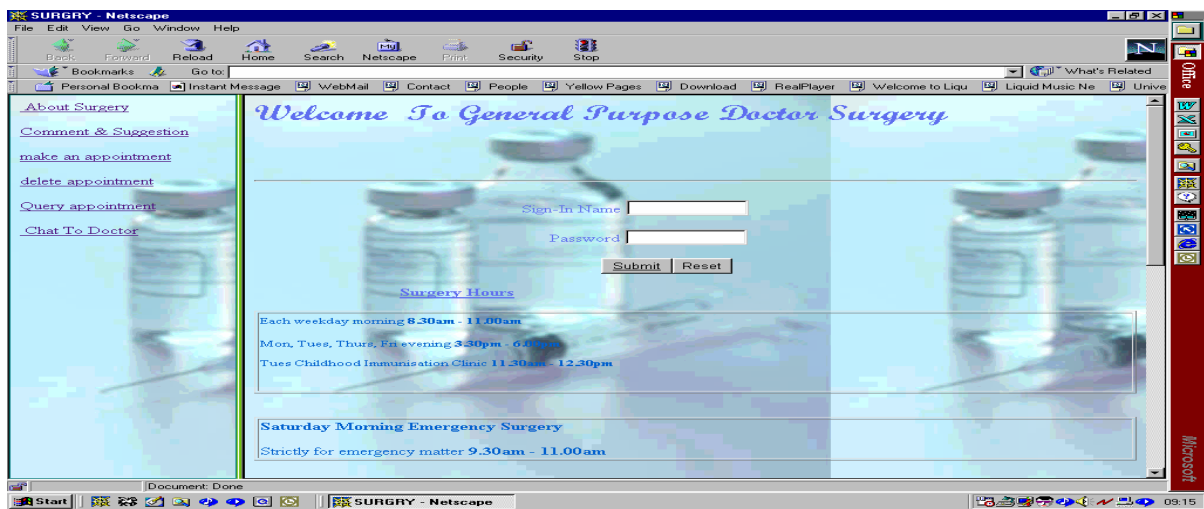 SURGRY - Netscape
File Edit View Go Window Help
Back Forward Reload Home Search Netscape Print Security Stop
My
N
Bookmarks Go to: What's Related
Personal Bookma Instant Message WebMail Contact People Yellow Pages Download RealPlayer Welcome to Liqu Liquid Music Ne Unive
Office
About Surgery
Comment & Suggestion
make an appointment
delete appointment
Query appointment
Chat To Doctor
Welcome To General Purpose Doctor Surgery
Sign-In Name
Password
Submit Reset
Surgery Hours
Each weekday morning 8.30am - 11.00am
Mon, Tues, Thurs, Fri evening 3.30pm - 6.00pm
Tues Childhood Immunisation Clinic 11.30am - 12.30pm
Saturday Morning Emergency Surgery
Strictly for emergency matter 9.30am - 11.00am
Microsoft
Document: Done
Start SURGRY - Netscape 09:15